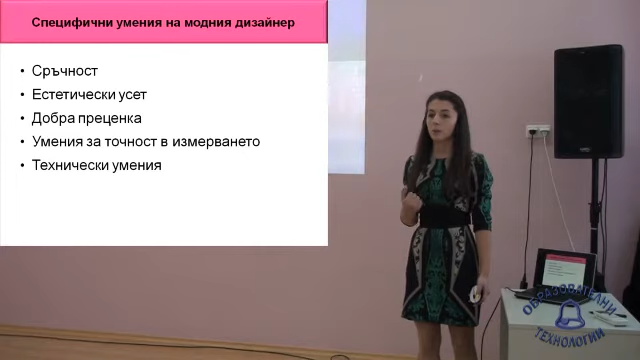 Специфични умения на модния дизайнер
• Сръчност
• Естетически усет
• Добра преценка
• Умения за точност в измерването
• Технически умения
ОБРАЗОВАТЕЛНИ
ТЕХНОЛОГИИ